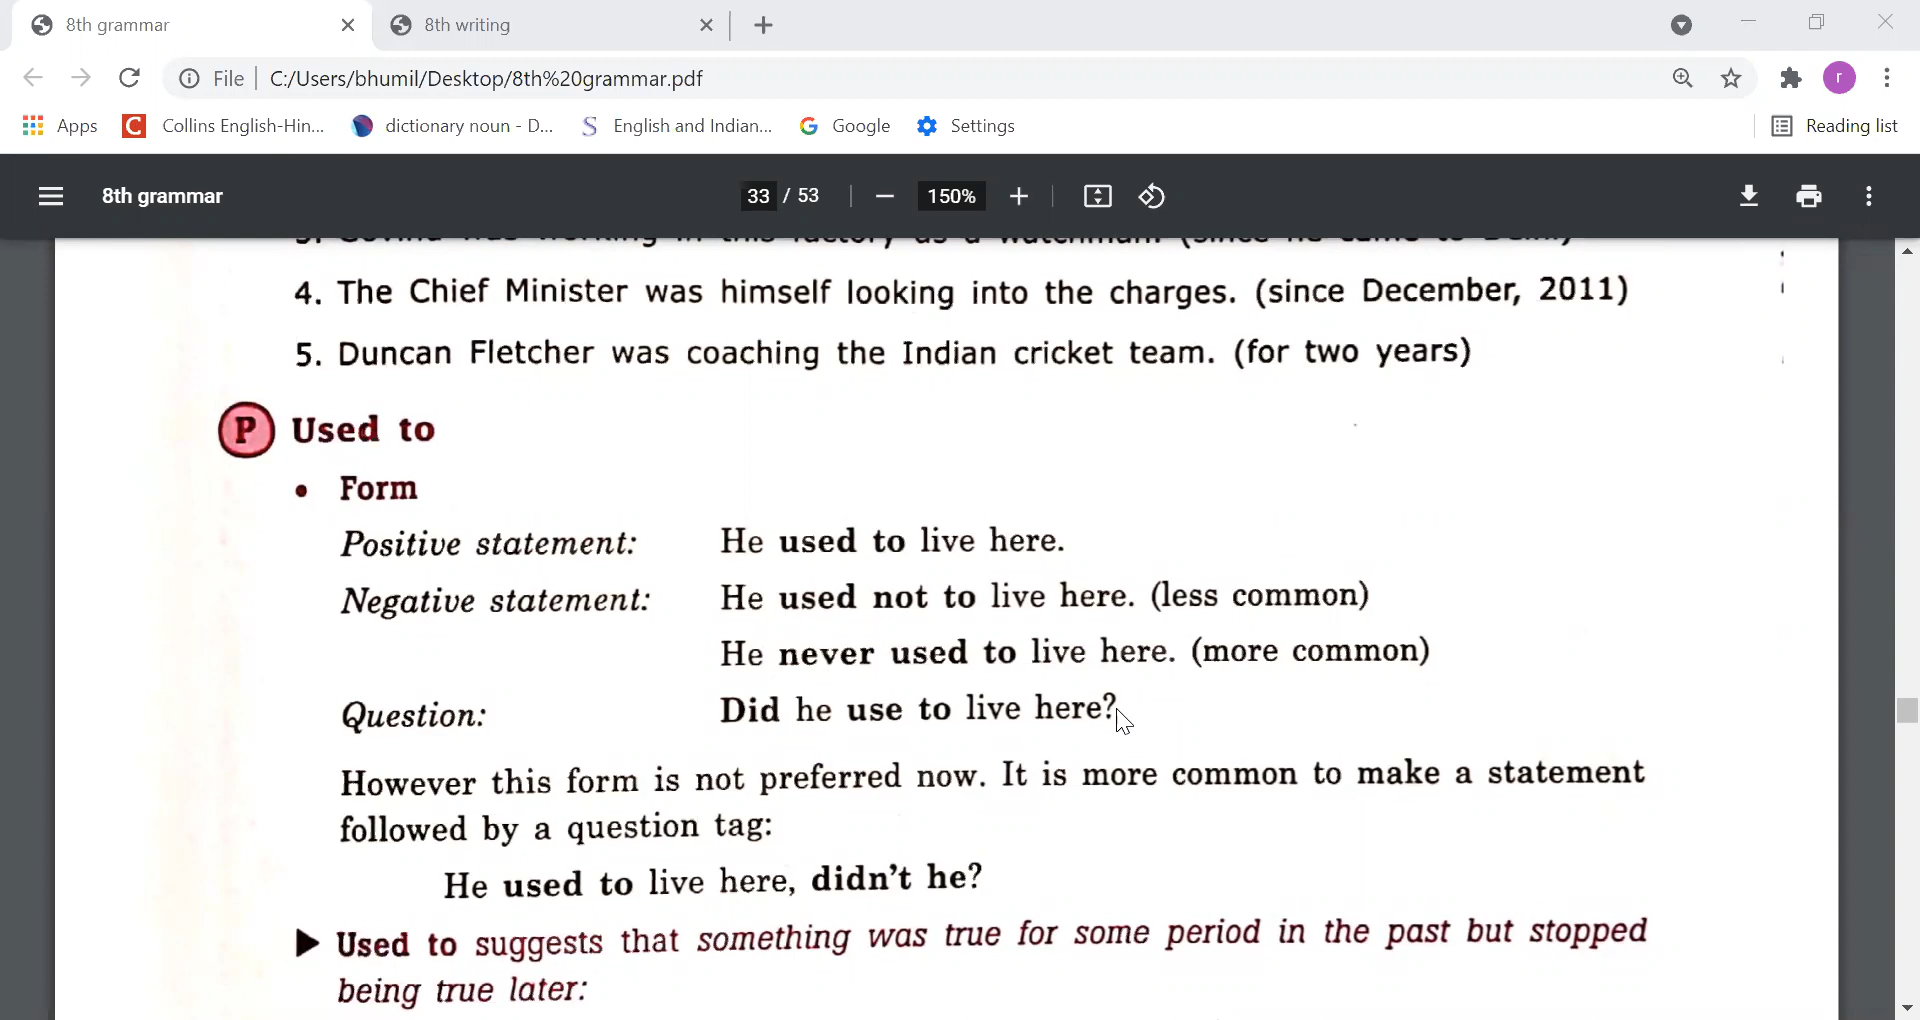 8th grammar
8th writing
File
C:/Users/bhumil/Desktop/8th%20grammar.pdf
r
Apps
Collins English-Hin...
dictionary noun - D...
English and Indian...
Google
Settings
Reading list
8th grammar
33 / 53
150%
4. The Chief Minister was himself looking into the charges. (since December, 2011)
5. Duncan Fletcher was coaching the Indian cricket team. (for two years)
P Used to
• Form
Positive statement: He used to live here.
Negative statement: He used not to live here. (less common)
He never used to live here. (more common)
Question: Did he use to live here?
However this form is not preferred now. It is more common to make a statement
followed by a question tag:
He used to live here, didn't he?
▶ Used to suggests that something was true for some period in the past but stopped
being true later: